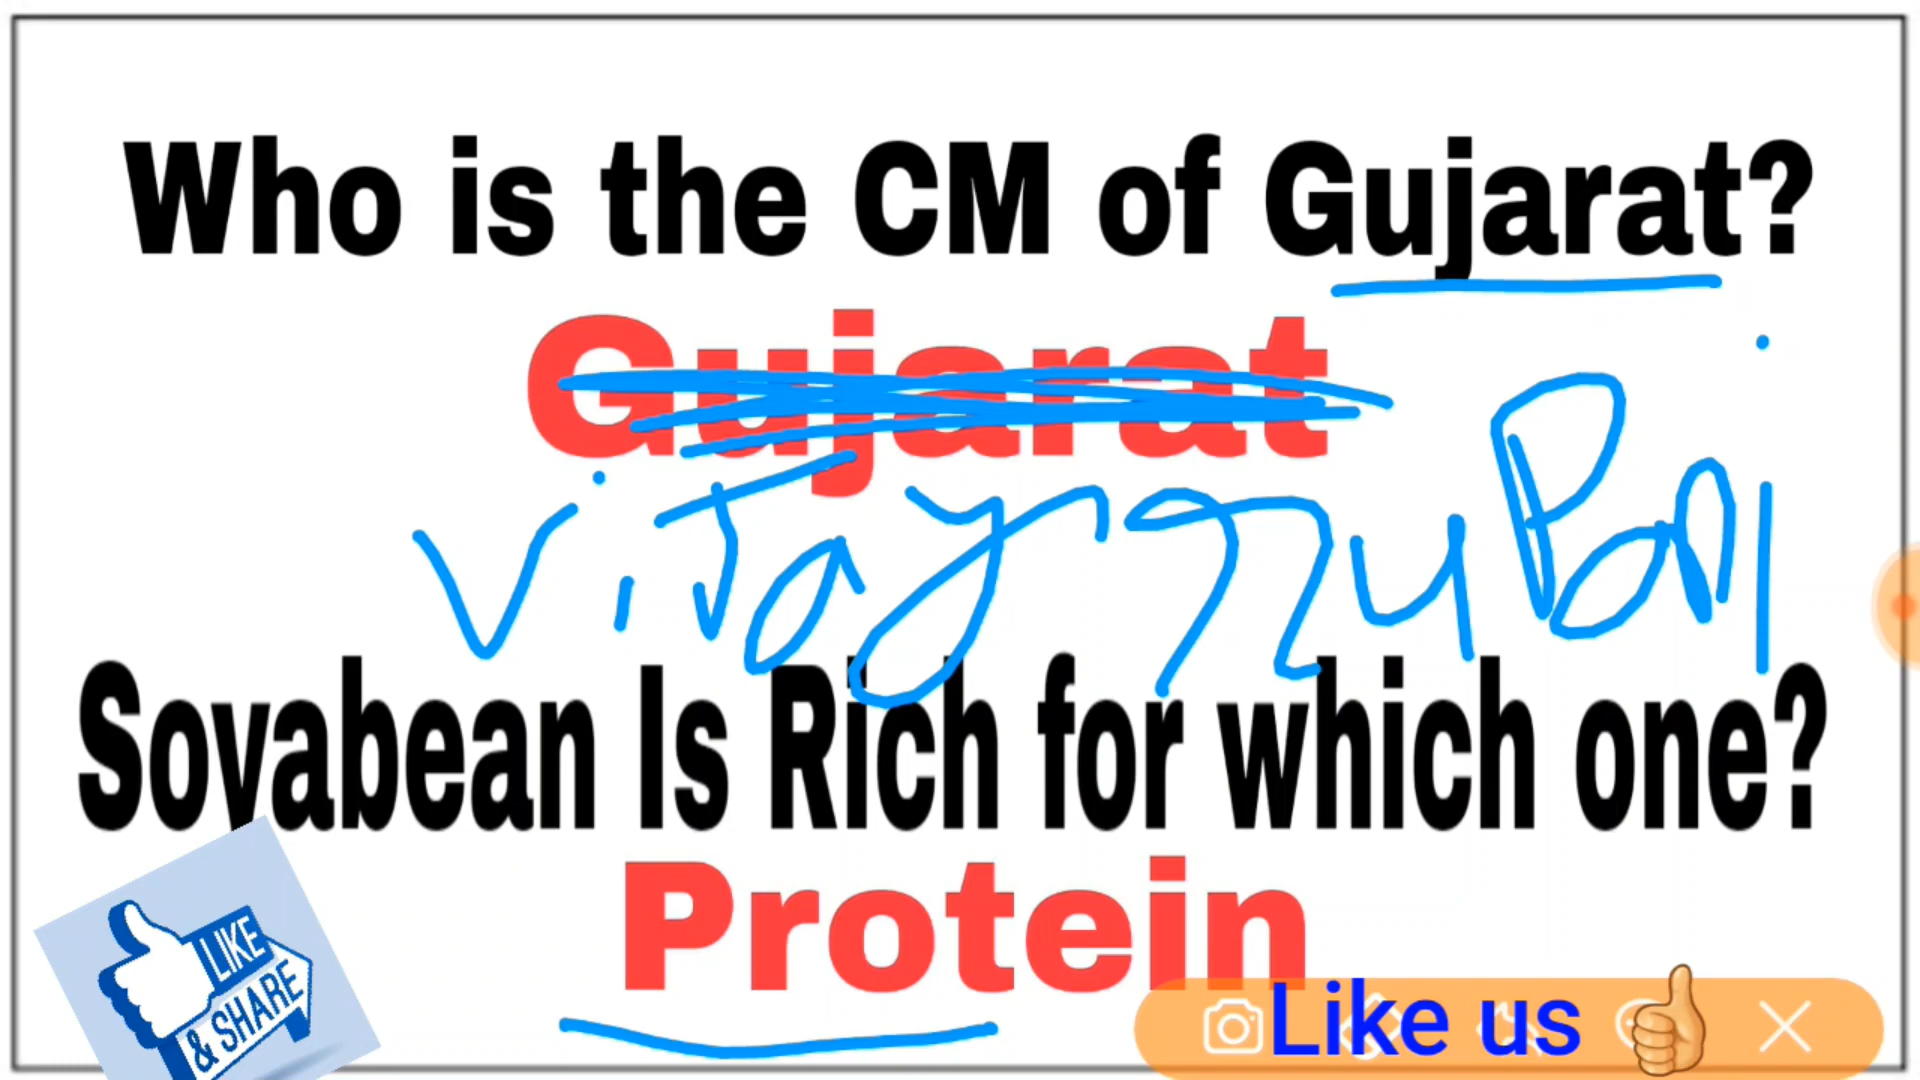 Who is the CM of Gujarat?
Gujarat
Vijay ruPani
Soyabean Is Rich for which one?
Protein
LIKE
& SHARE
Like us